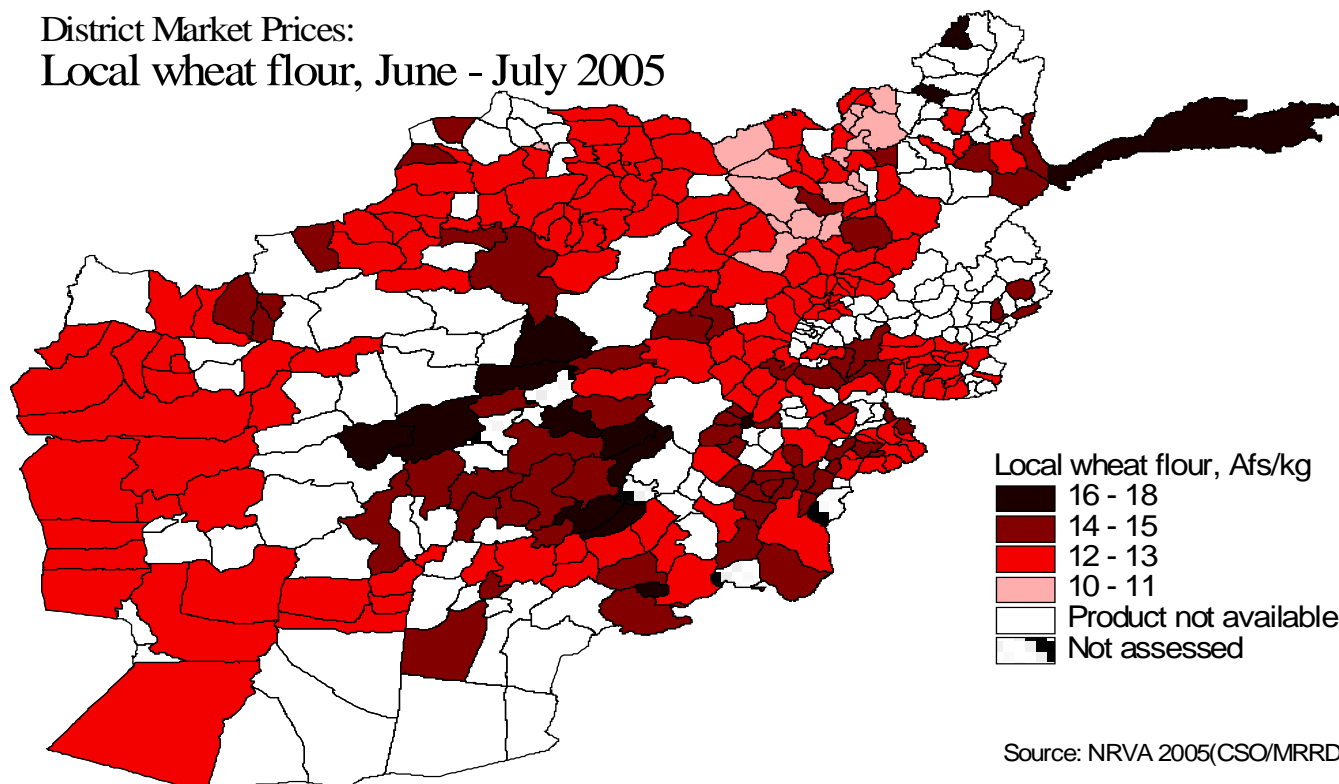 District Market Prices:
Local wheat flour, June - July 2005
Local wheat flour, Afs/kg
16 - 18
14 - 15
12 - 13
10 - 11
Product not available
Not assessed
Source: NRVA 2005(CSO/MRRD